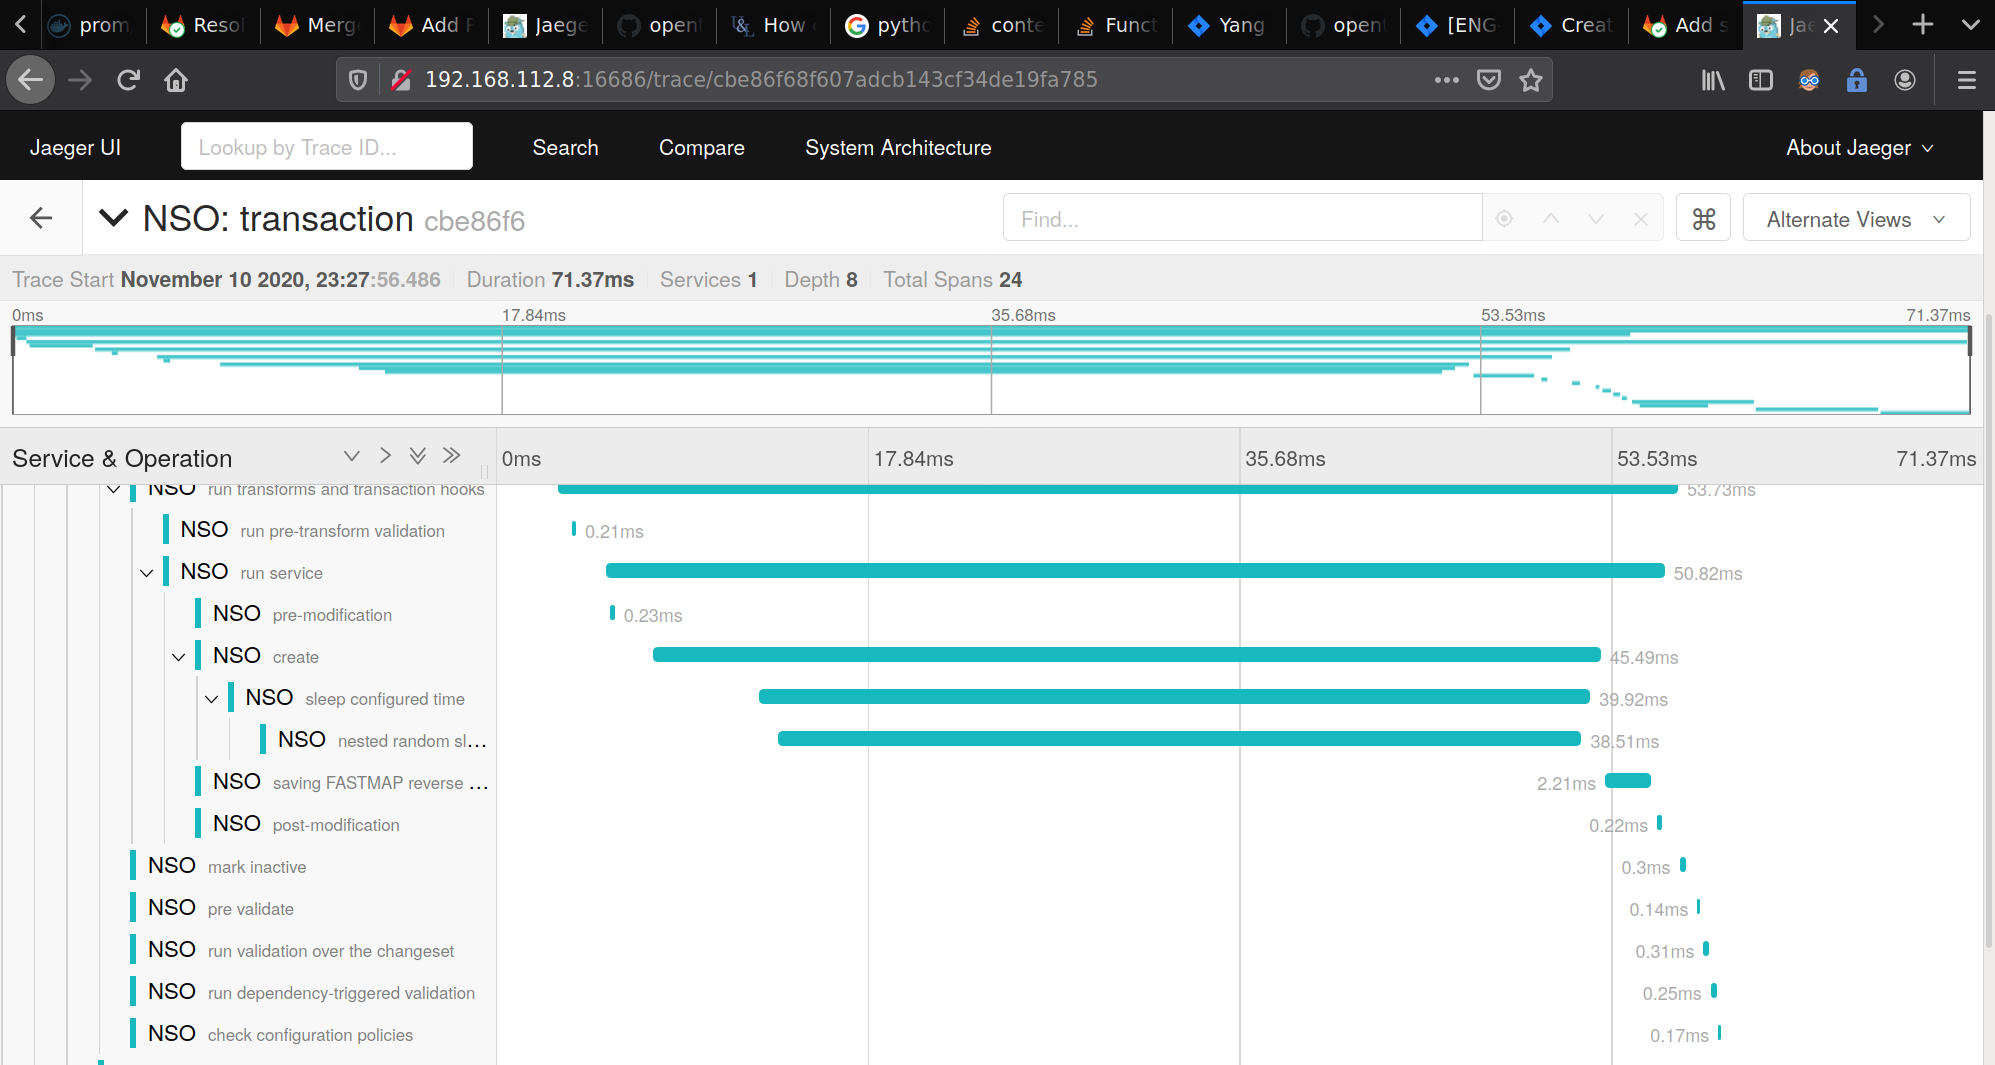 prom
Resol
Merge
Add F
Jaege
opent
How
pytho
conte
Funct
Yang
opent
[ENG-
Creat
Add s
Jae
192.168.112.8:16686/trace/cbe86f68f607adcb143cf34de19fa785
Jaeger UI
Lookup by Trace ID...
Search
Compare
System Architecture
About Jaeger
NSO: transaction cbe86f6
Find...
Alternate Views
Trace Start November 10 2020, 23:27:56.486
Duration 71.37ms
Services 1
Depth 8
Total Spans 24
0ms
17.84ms
35.68ms
53.53ms
71.37ms
Service & Operation
0ms
17.84ms
35.68ms
53.53ms
71.37ms
NSO run transforms and transaction hooks 53.73ms
NSO run pre-transform validation 0.21ms
NSO run service 50.82ms
NSO pre-modification 0.23ms
NSO create 45.49ms
NSO sleep configured time 39.92ms
NSO nested random sl... 38.51ms
NSO saving FASTMAP reverse ... 2.21ms
NSO post-modification 0.22ms
NSO mark inactive 0.3ms
NSO pre validate 0.14ms
NSO run validation over the changeset 0.31ms
NSO run dependency-triggered validation 0.25ms
NSO check configuration policies 0.17ms